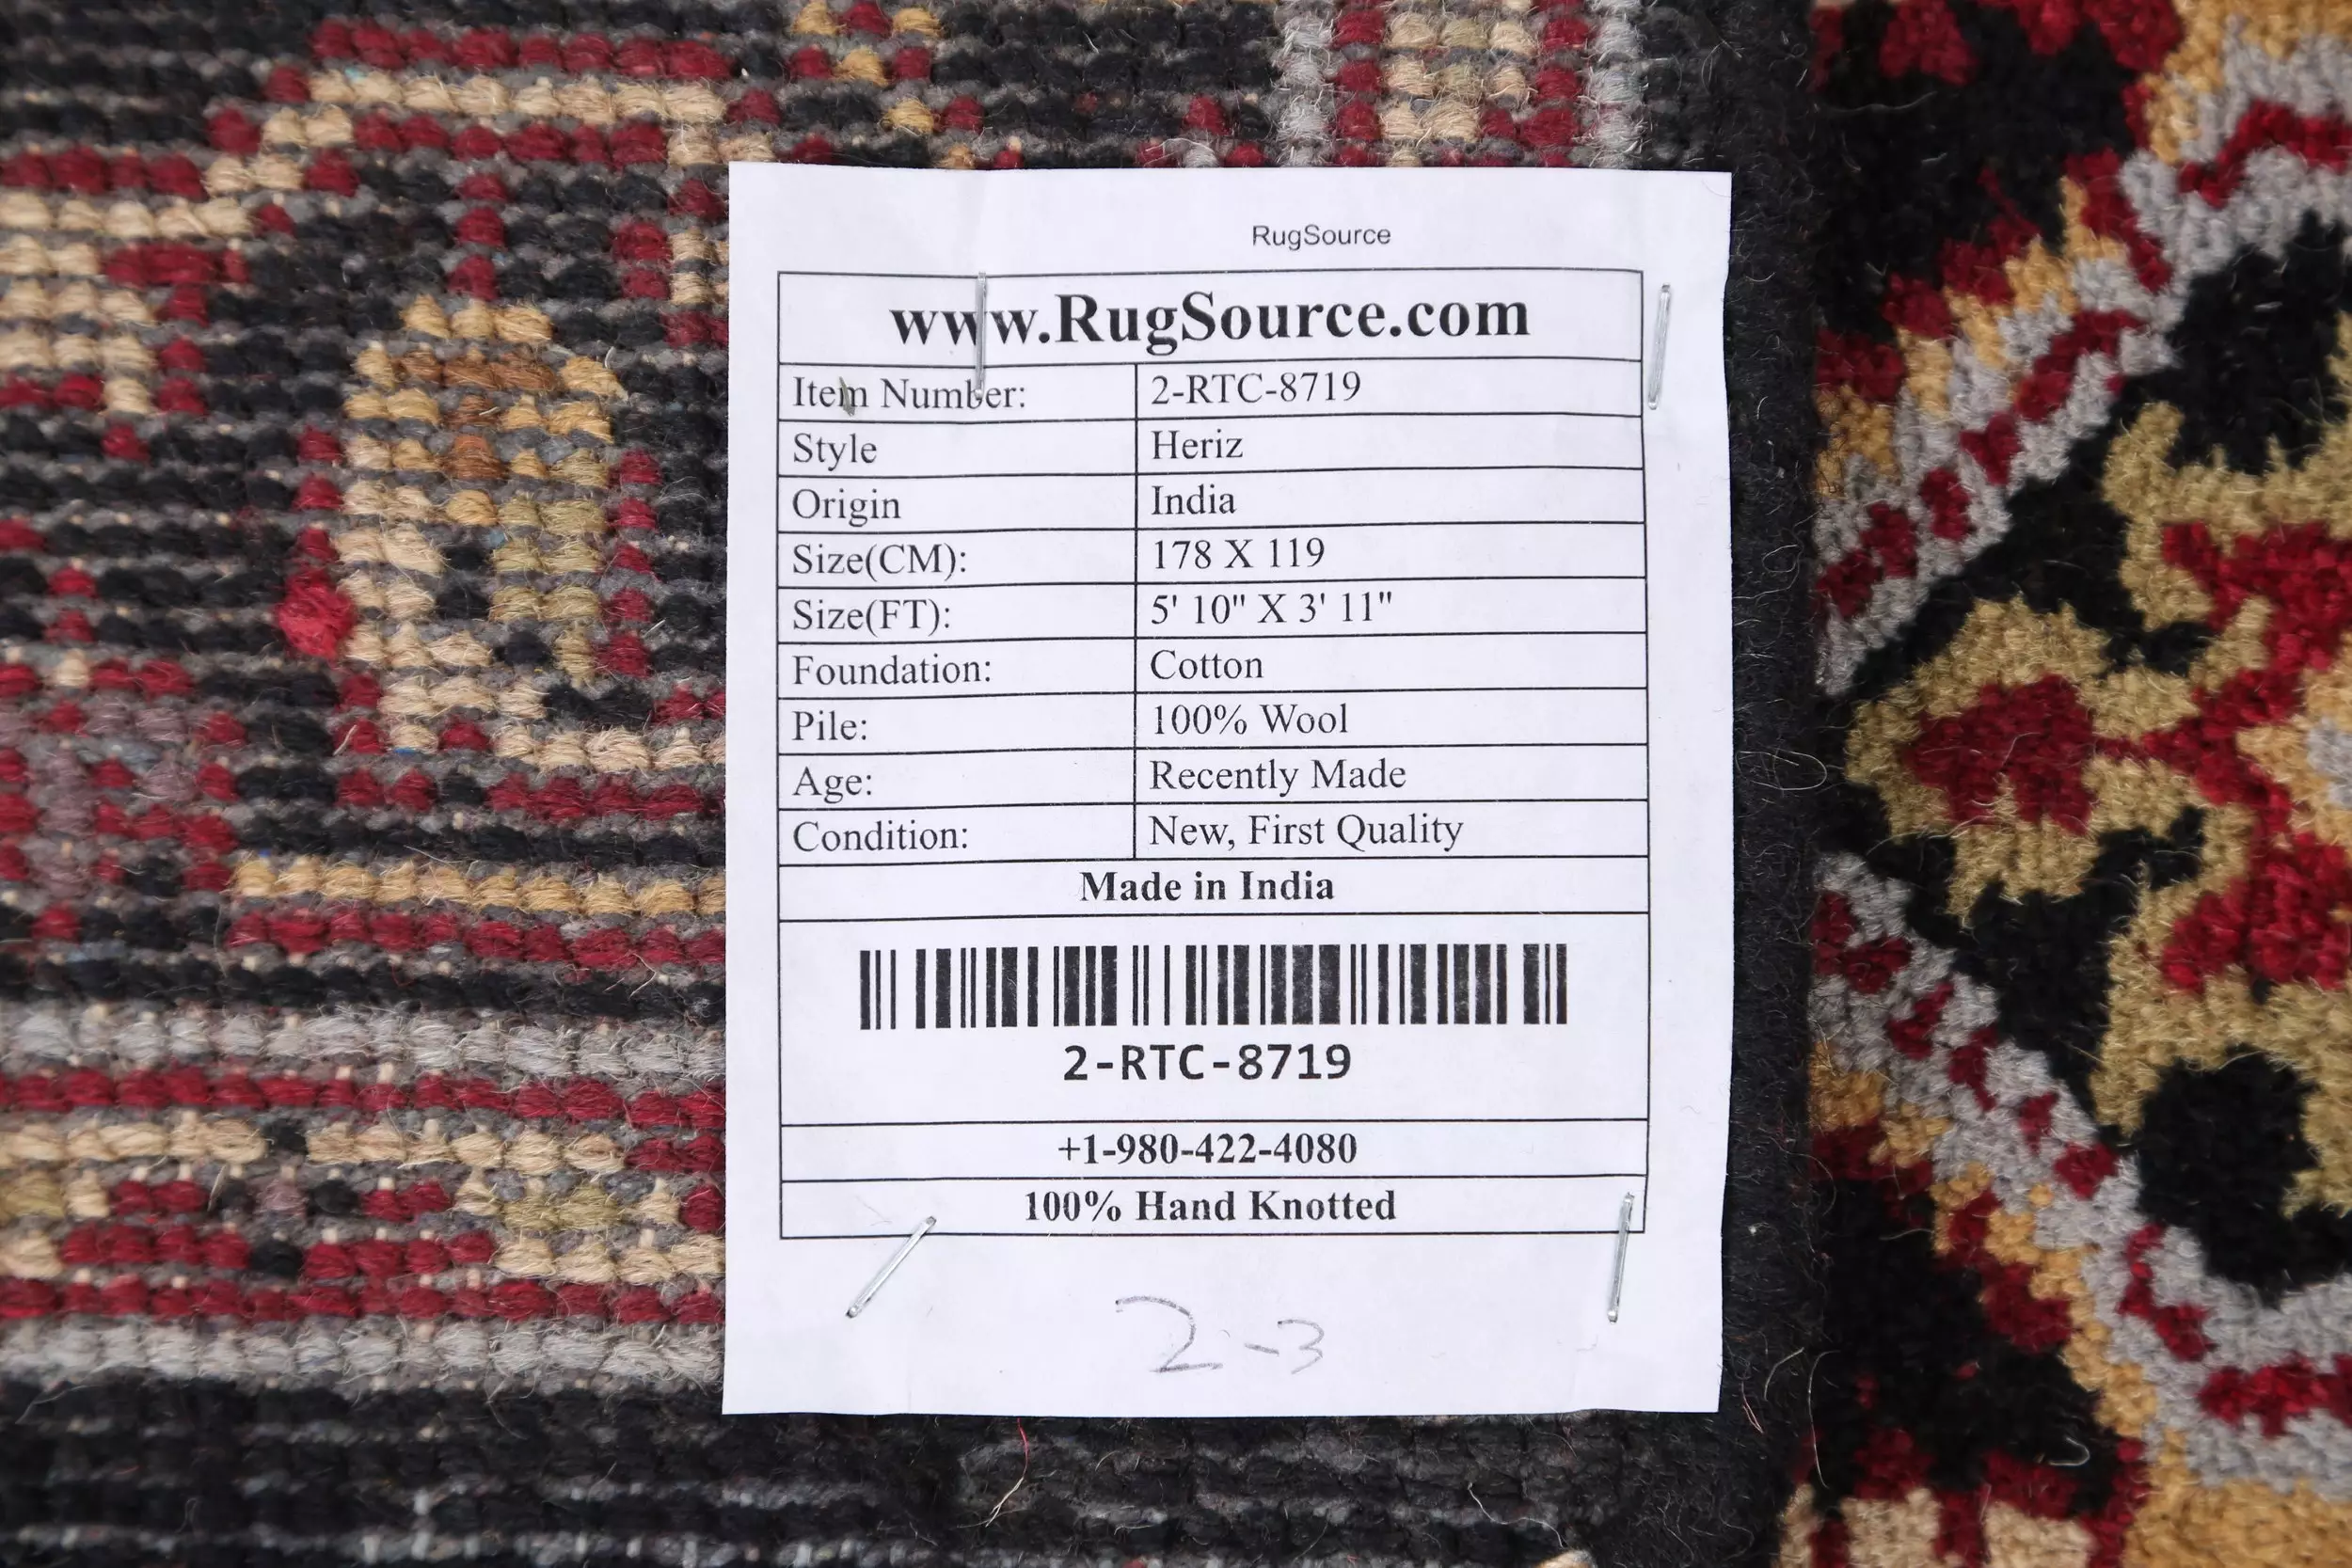 RugSource
www.RugSource.com
Item Number: 2-RTC-8719
Style Heriz
Origin India
Size(CM): 178 X 119
Size(FT): 5' 10" X 3' 11"
Foundation: Cotton
Pile: 100% Wool
Age: Recently Made
Condition: New, First Quality
Made in India
2-RTC-8719
+1-980-422-4080
100% Hand Knotted
2-3